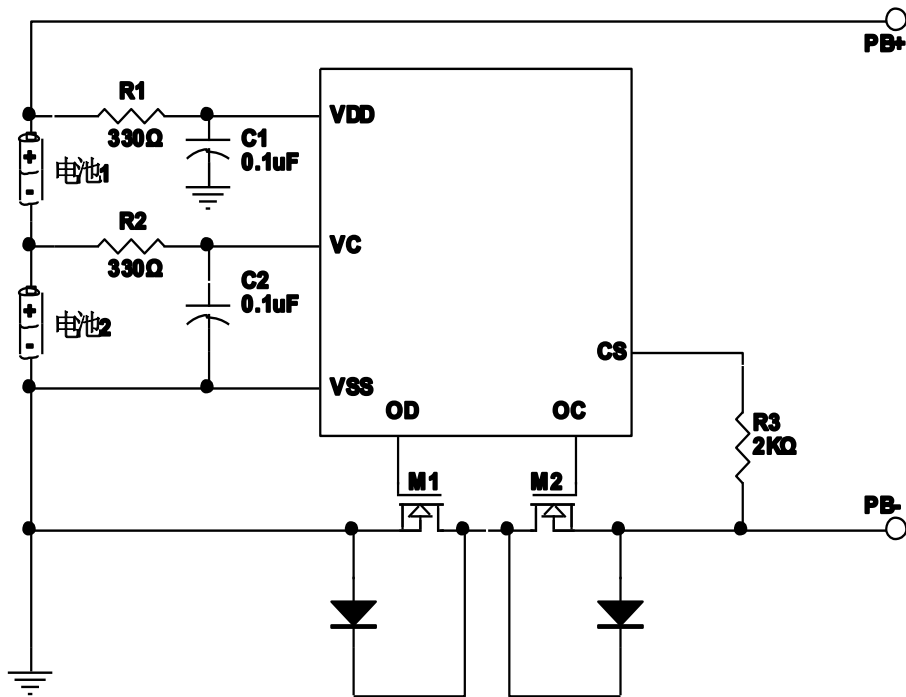 PB+
R1
330Ω
VDD
C1
0.1uF
+
-
电池1
R2
330Ω
VC
C2
0.1uF
+
-
电池2
CS
VSS
OD
OC
R3
2KΩ
M1
M2
PB-